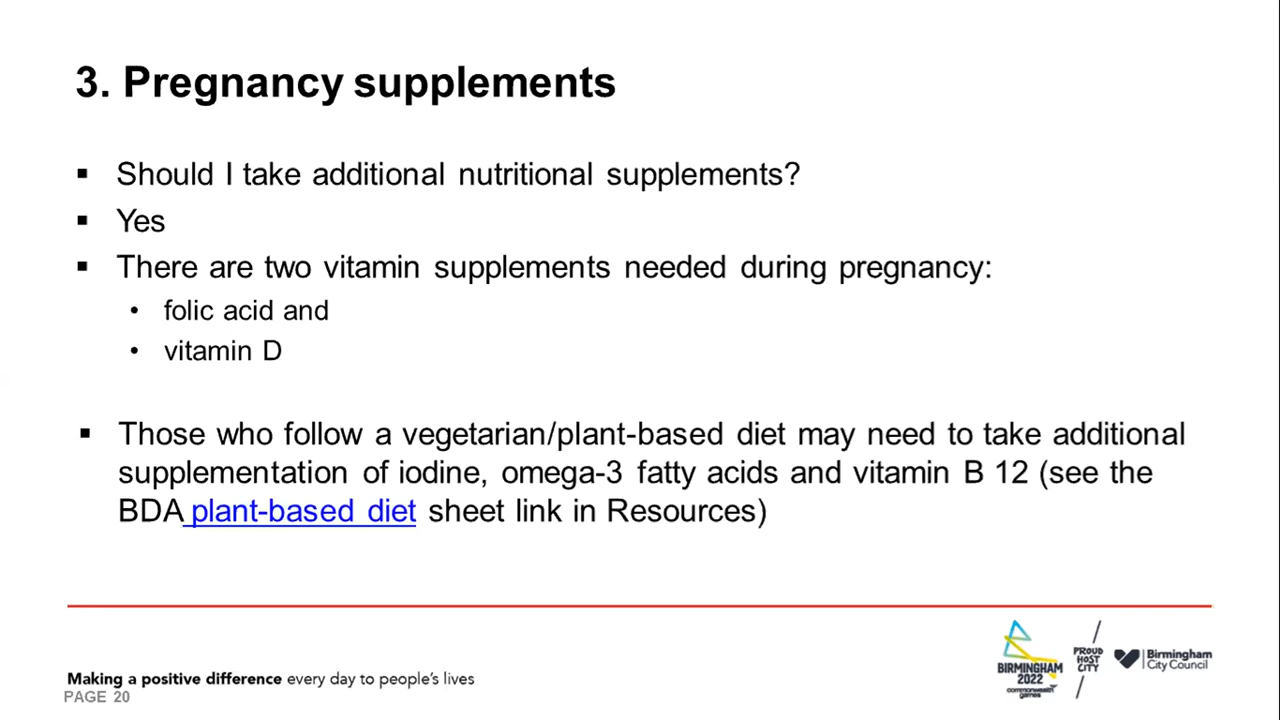 3. Pregnancy supplements
▪ Should I take additional nutritional supplements?
▪ Yes
▪ There are two vitamin supplements needed during pregnancy:
• folic acid and
• vitamin D
▪ Those who follow a vegetarian/plant-based diet may need to take additional
supplementation of iodine, omega-3 fatty acids and vitamin B 12 (see the
BDA plant-based diet sheet link in Resources)
Making a positive difference every day to people's lives
PAGE 20
BIRMINGHAM
2022
commonwealth
games
PROUD
HOST
CITY
Birmingham
City Council